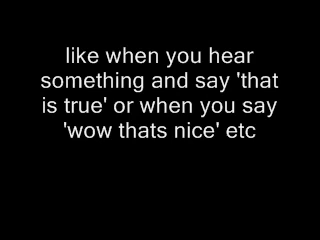 like when you hear
something and say 'that
is true' or when you say
'wow thats nice' etc